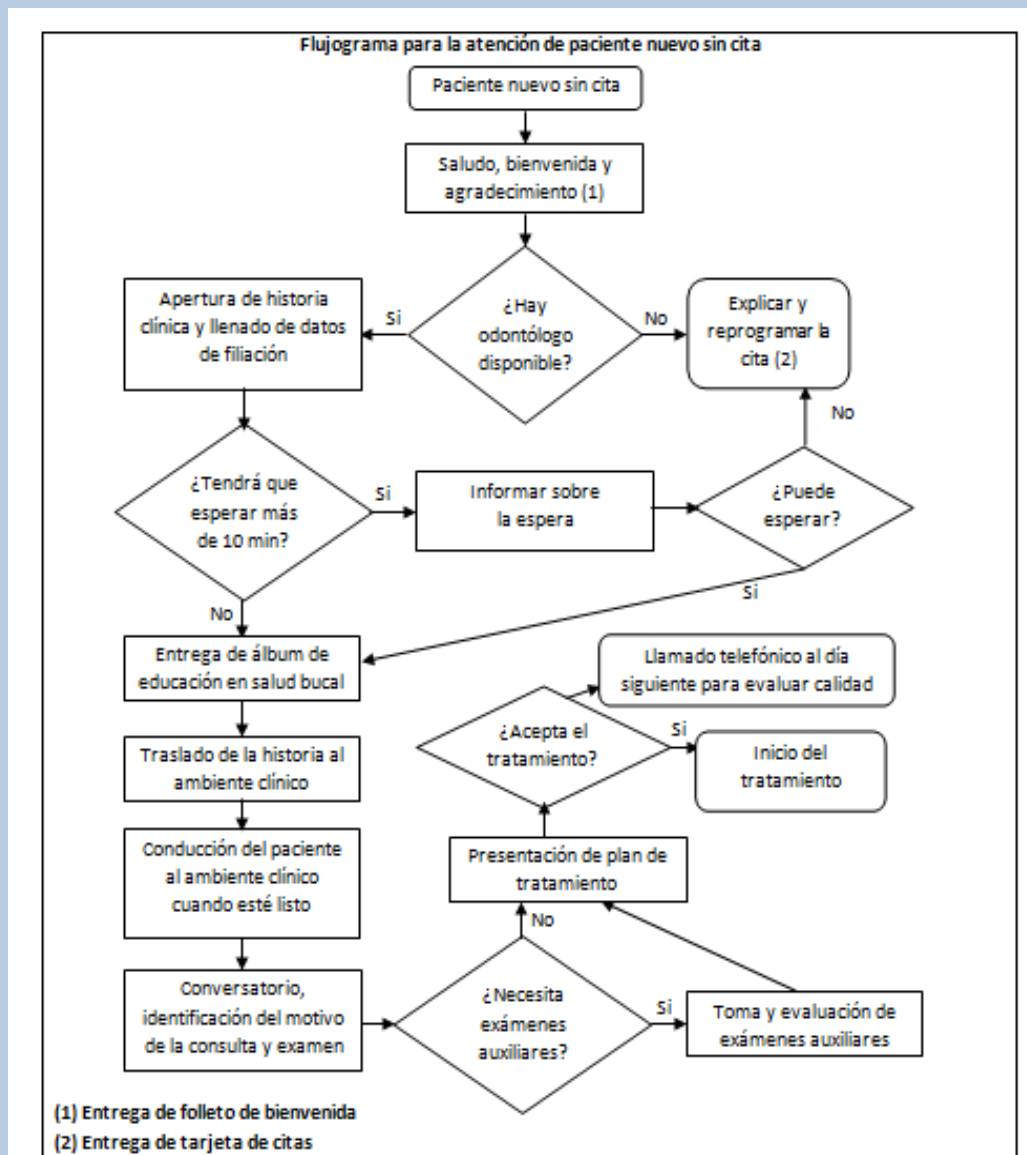 Flujograma para la atención de paciente nuevo sin cita
Paciente nuevo sin cita
Saludo, bienvenida y
agradecimiento (1)
¿Hay
odontólogo
disponible?
Si
No
Apertura de historia
clínica y llenado de datos
de filiación
Explicar y
reprogramar la
cita (2)
¿Tendrá que
esperar más
de 10 min?
Si
No
Informar sobre
la espera
¿Puede
esperar?
No
Si
Entrega de álbum de
educación en salud bucal
Traslado de la historia al
ambiente clínico
Conducción del paciente
al ambiente clínico
cuando esté listo
Conversatorio,
identificación del motivo
de la consulta y examen
¿Necesita
exámenes
auxiliares?
Si
No
Toma y evaluación de
exámenes auxiliares
Presentación de plan de
tratamiento
¿Acepta el
tratamiento?
Si
Llamado telefónico al día
siguiente para evaluar calidad
Inicio del
tratamiento
(1) Entrega de folleto de bienvenida
(2) Entrega de tarjeta de citas